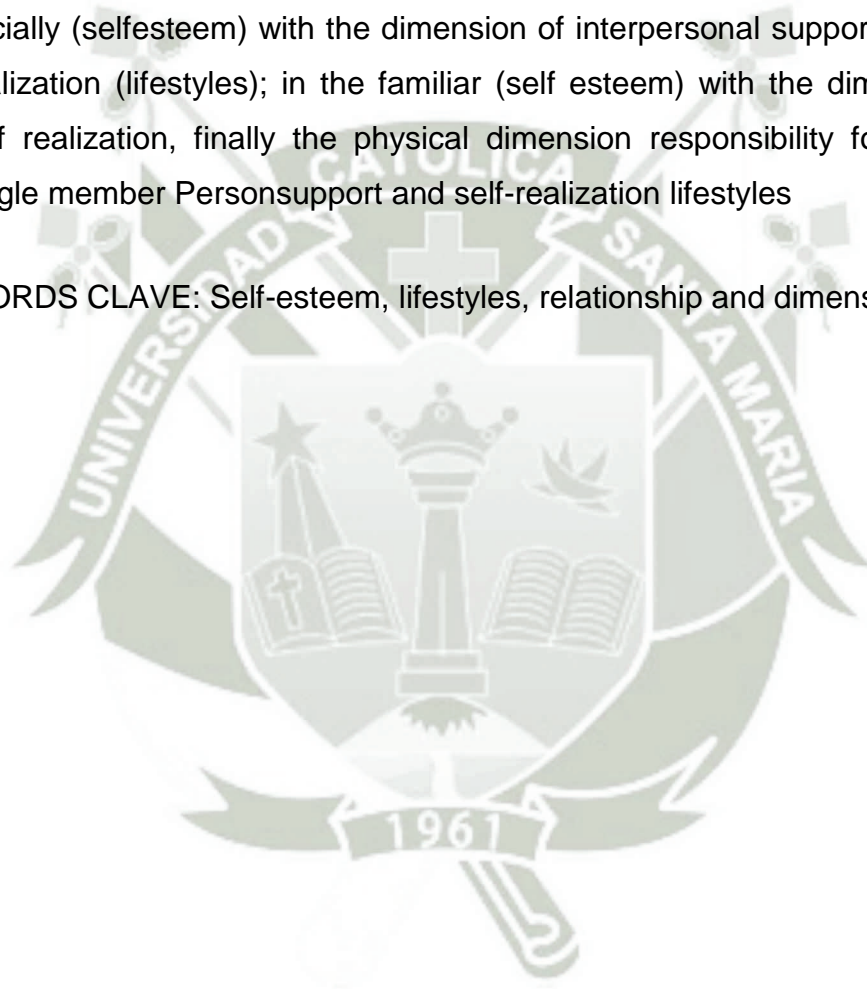 cially (selfesteem) with the dimension of interpersonal suppor
lization (lifestyles); in the familiar (self esteem) with the dim
f realization, finally the physical dimension responsibility fo
gle member Personsupport and self-realization lifestyles
ORDS CLAVE: Self-esteem, lifestyles, relationship and dimens
UNIVERSIDAD CATOLICA SANTA MARIA
1961